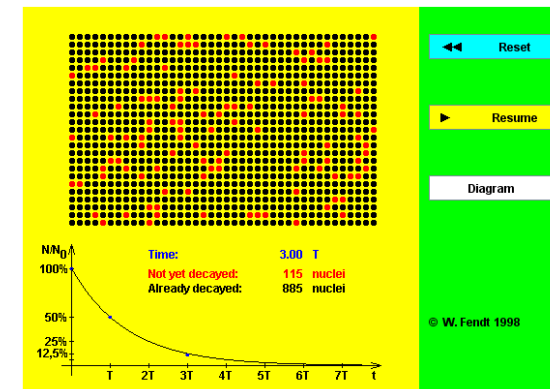 ◀◀ Reset
▶ Resume
Diagram
N/N0
Time: 3.00 T
Not yet decayed: 115 nuclei
Already decayed: 885 nuclei
100%
50%
25%
12,5%
T 2T 3T 4T 5T 6T 7T t
© W. Fendt 1998